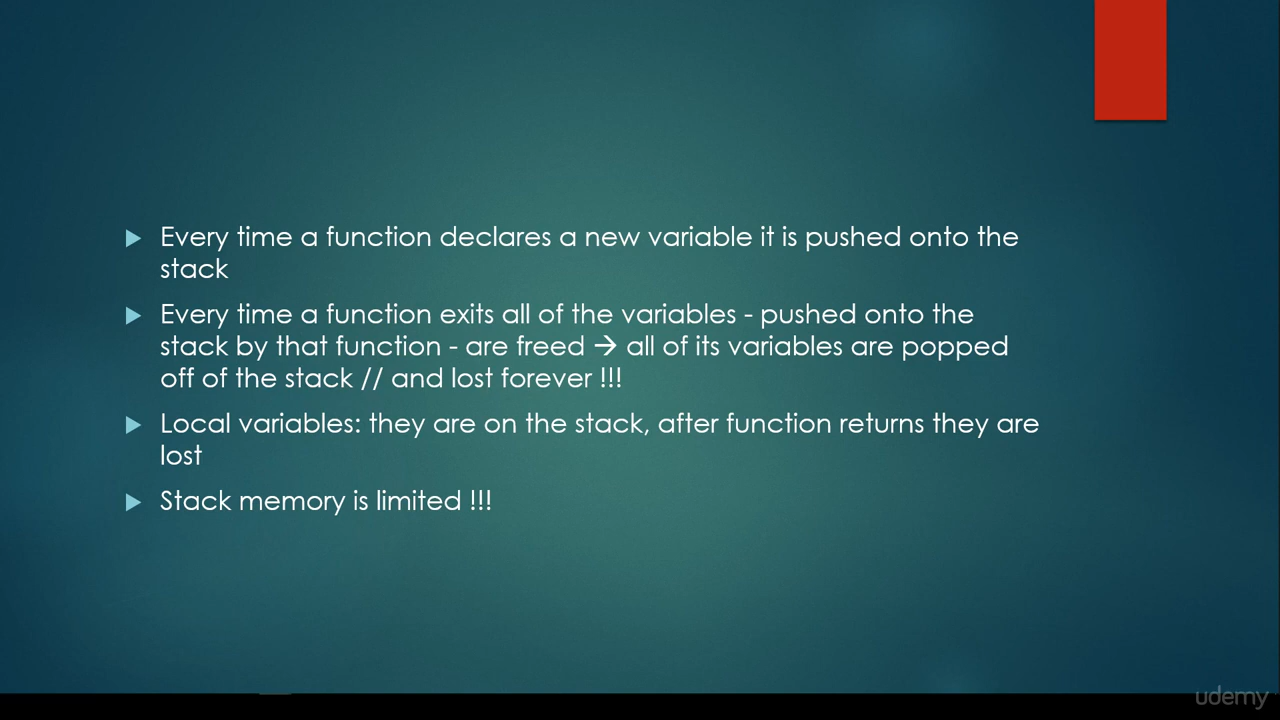 Every time a function declares a new variable it is pushed onto the
stack
Every time a function exits all of the variables - pushed onto the
stack by that function - are freed → all of its variables are popped
off of the stack // and lost forever !!!
Local variables: they are on the stack, after function returns they are
lost
Stack memory is limited !!!
udemy